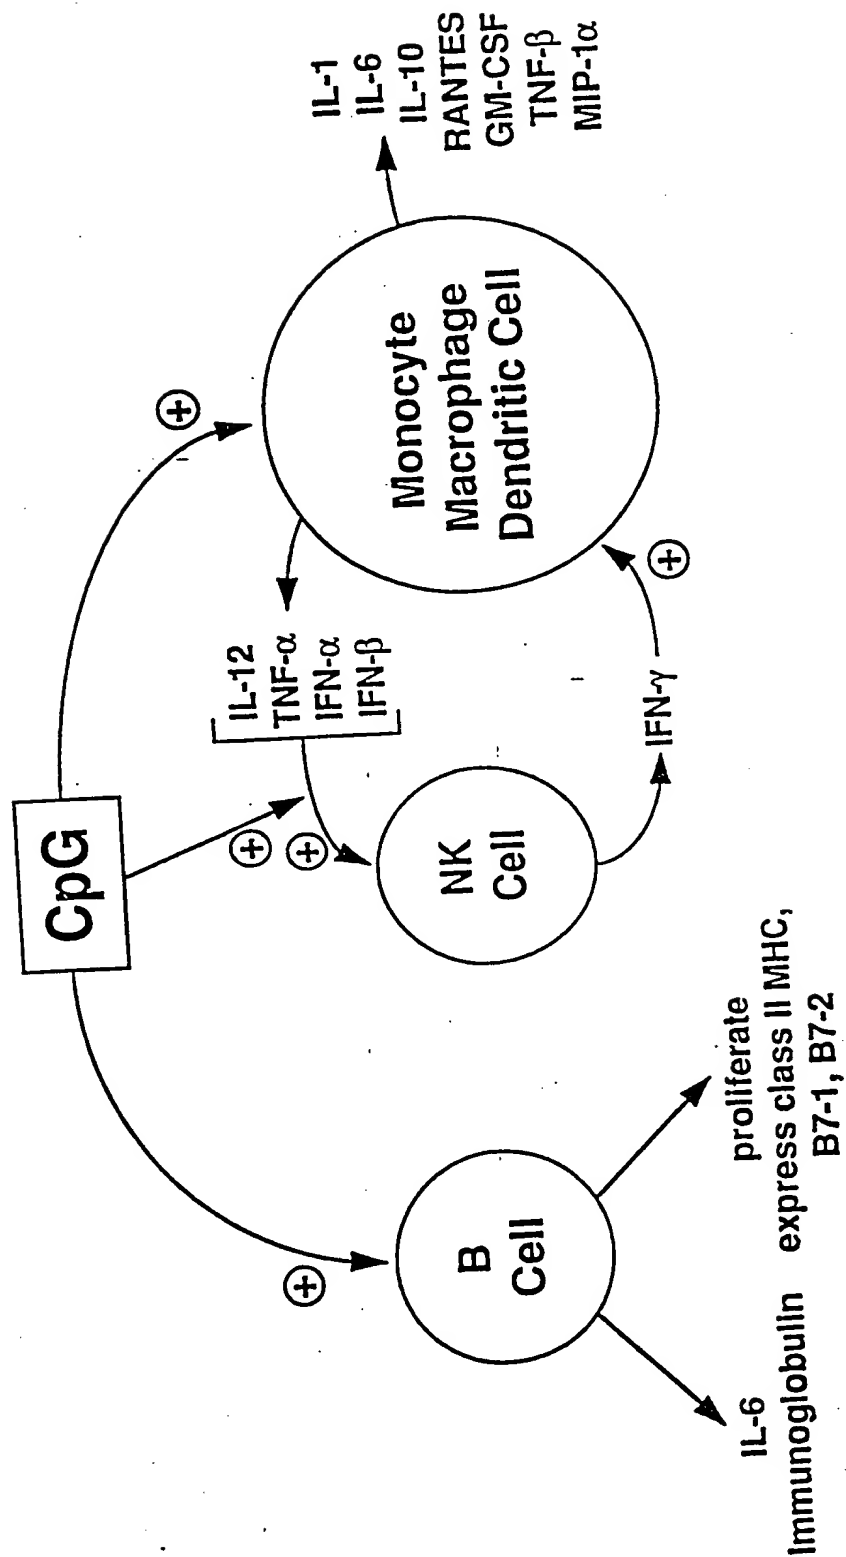 CpG
⊕
⊕
⊕
⊕
⊕
B
Cell
IL-6
Immunoglobulin
proliferate
express class II MHC,
B7-1, B7-2
NK
Cell
IL-12
TNF-α
IFN-α
IFN-β
IFN-γ
Monocyte
Macrophage
Dendritic Cell
IL-1
IL-6
IL-10
RANTES
GM-CSF
TNF-β
MIP-1α